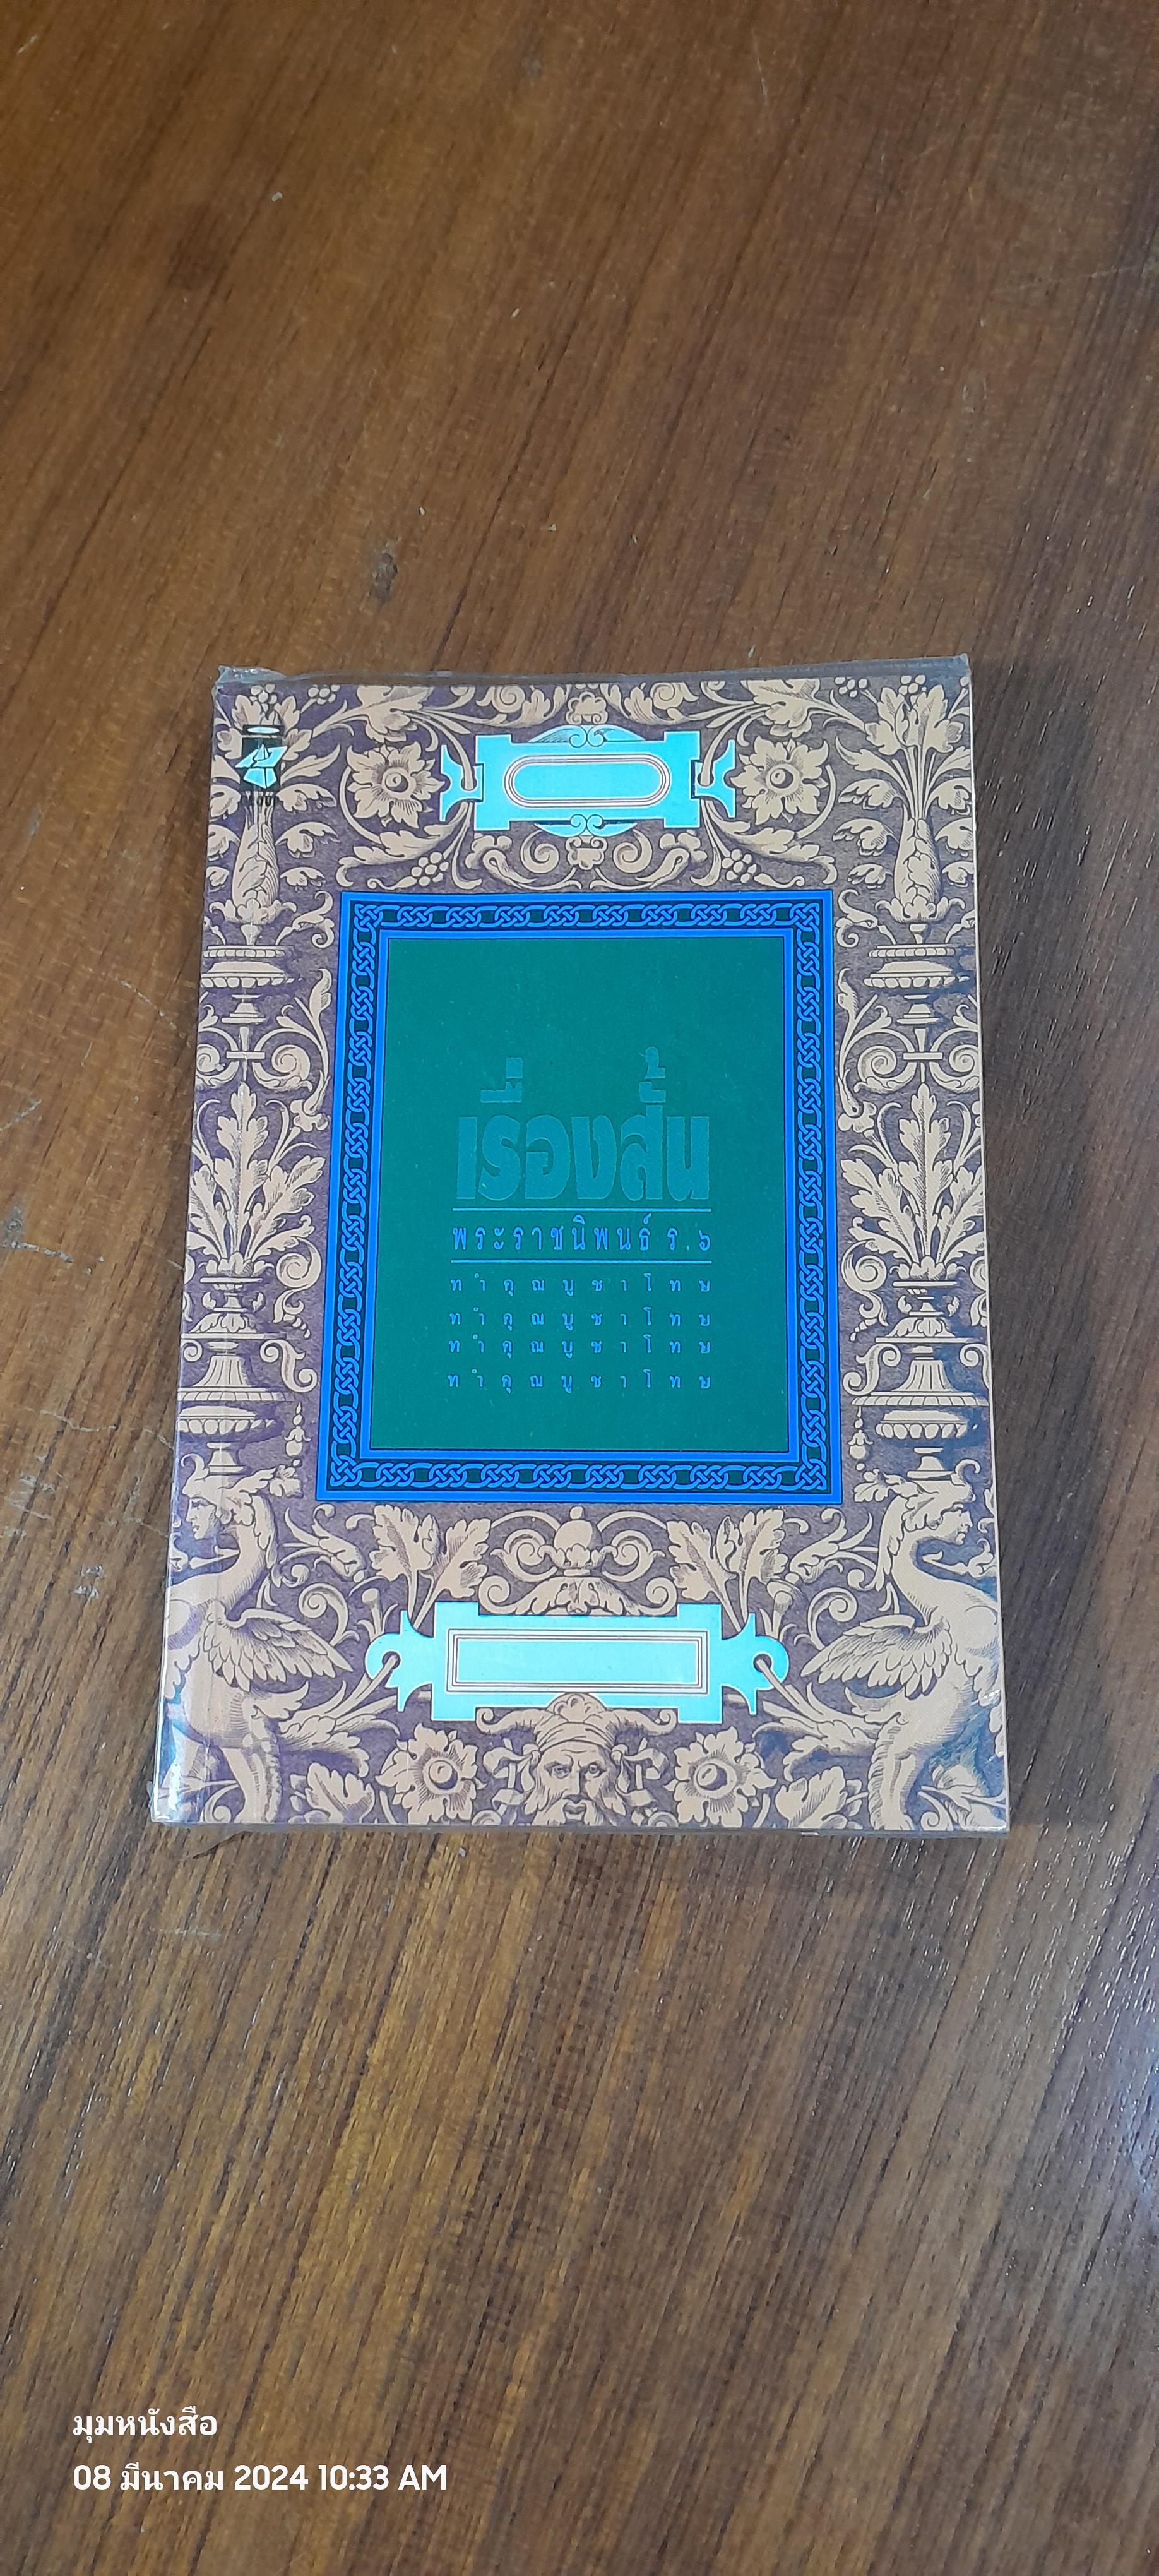 เรื่องสั้น
พระราชนิพนธ์ ร.๖
ทำคุณบูชาโทษ
ทำคุณบูชาโทษ
ทำคุณบูชาโทษ
ทำคุณบูชาโทษ
มุมหนังสือ
08 มีนาคม 2024 10:33 AM